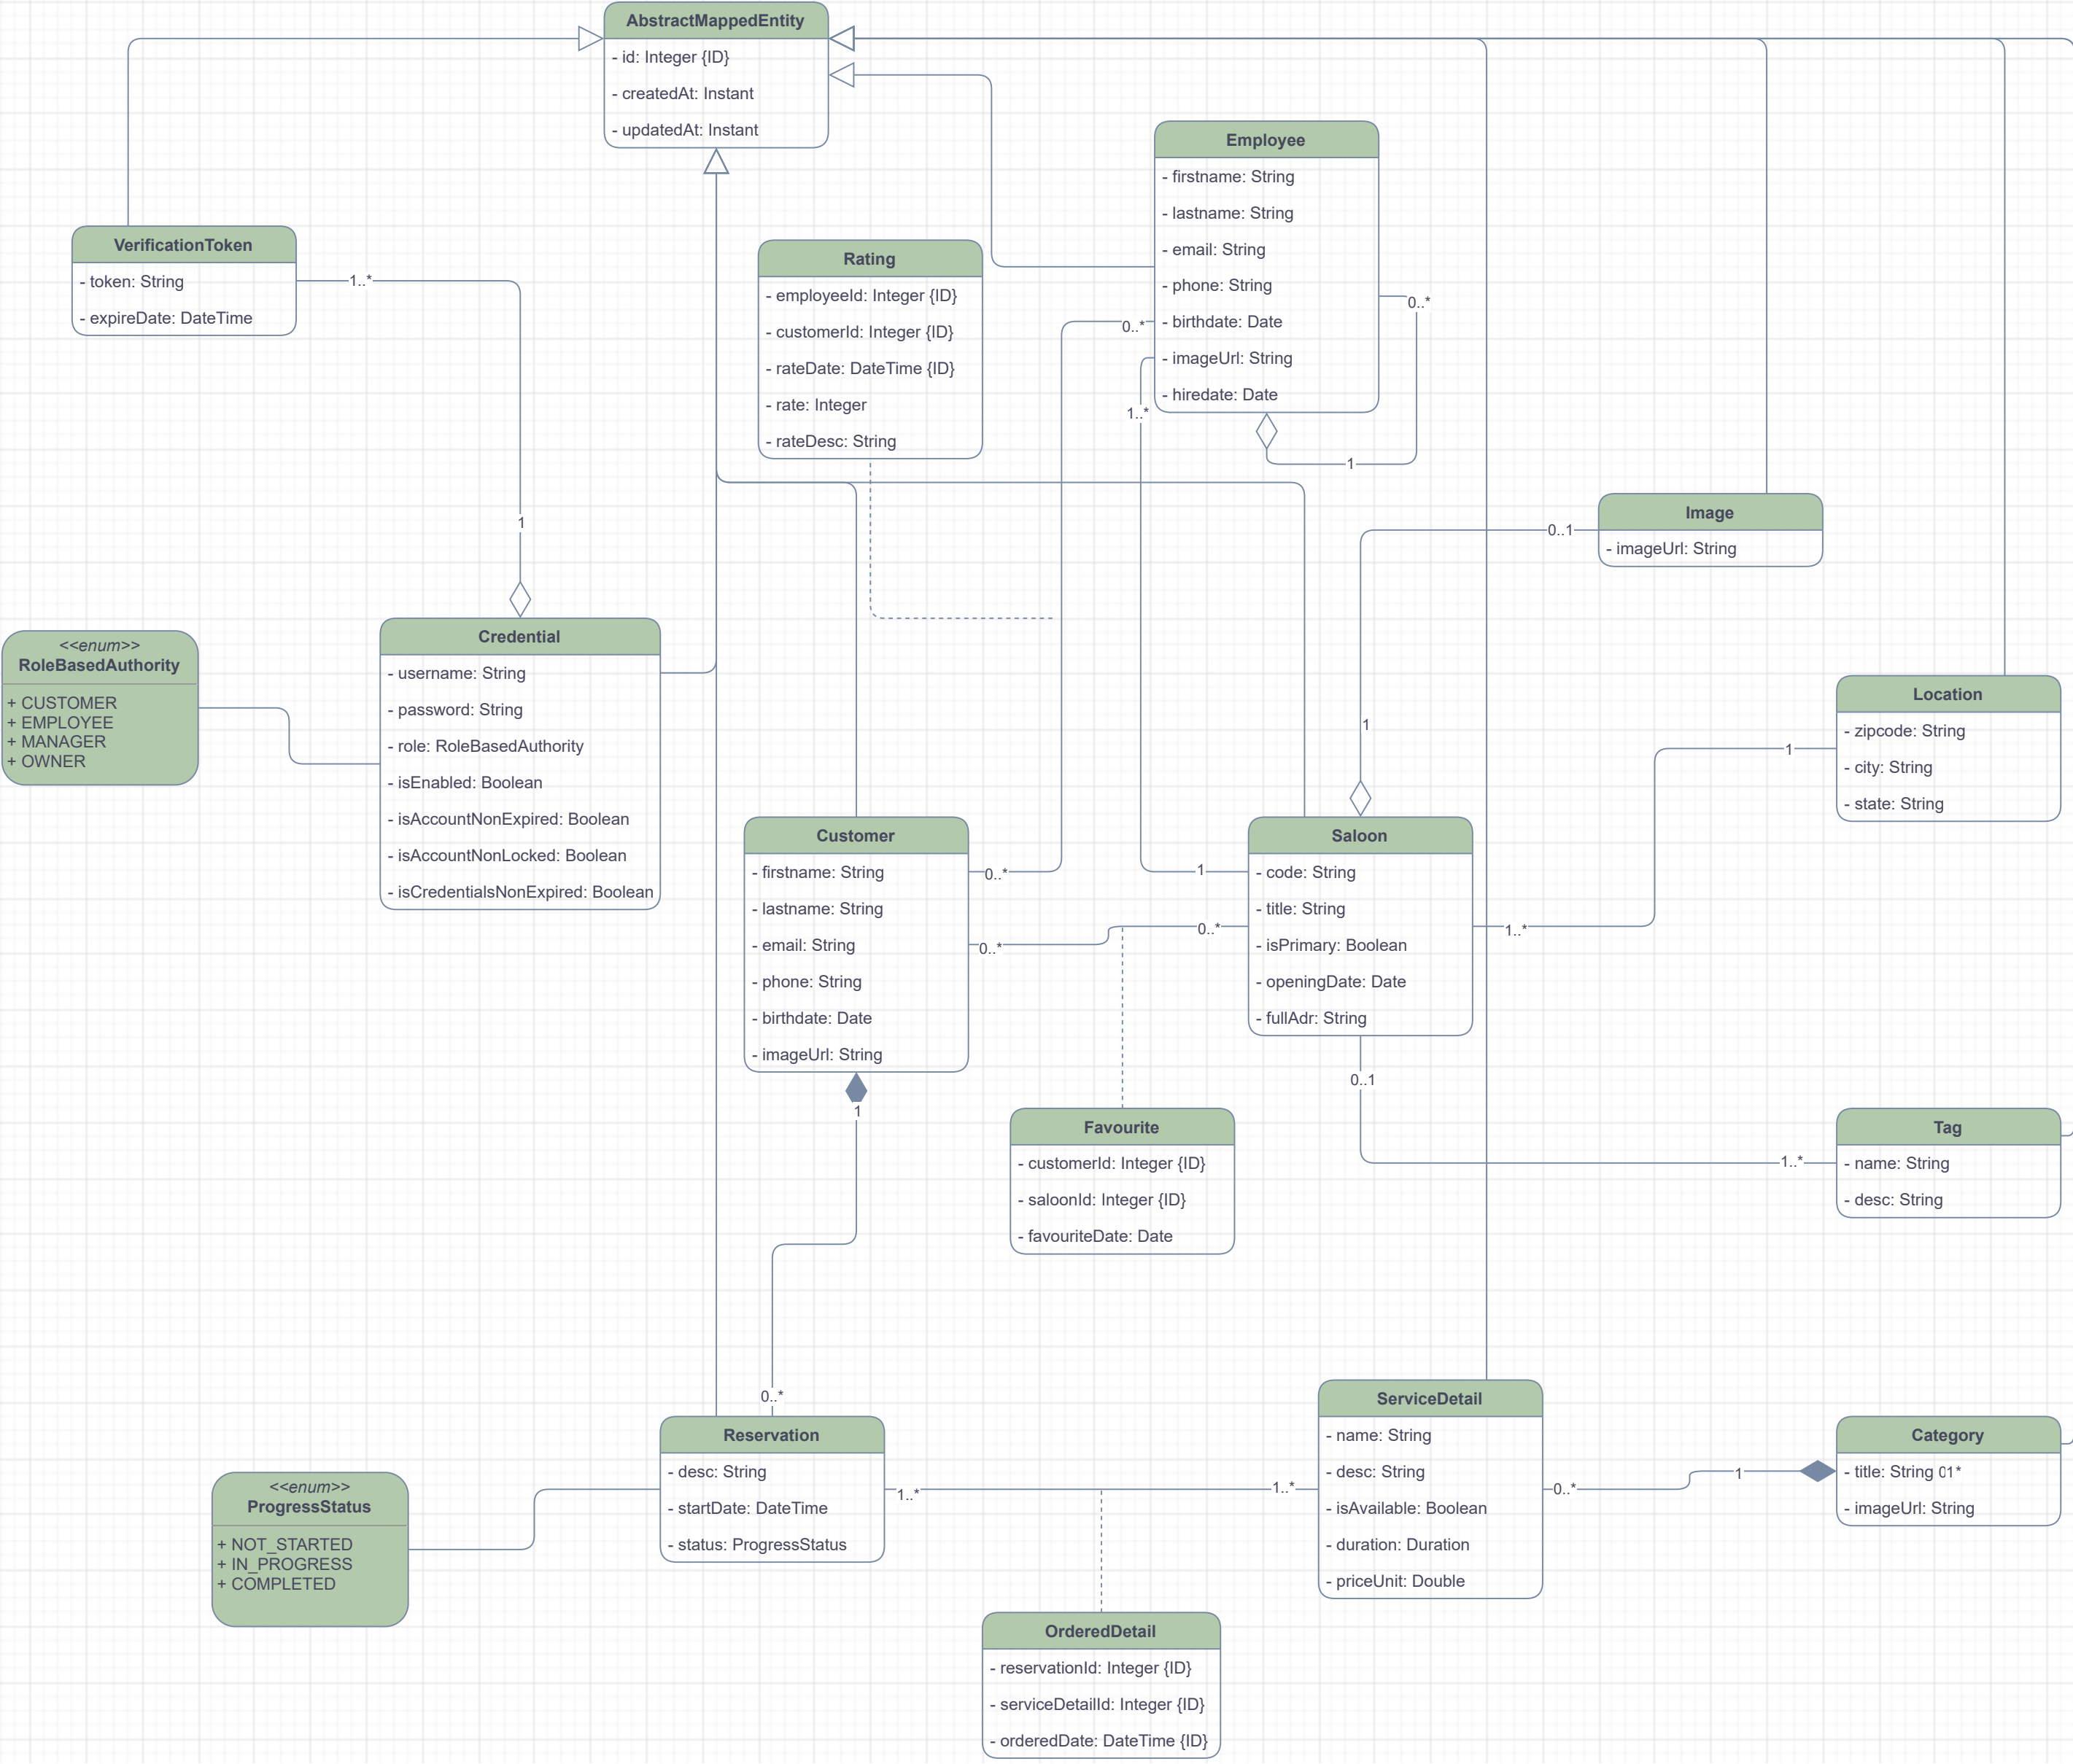 AbstractMappedEntity
- id: Integer {ID}
- createdAt: Instant
- updatedAt: Instant
Employee
- firstname: String
- lastname: String
- email: String
- phone: String
- birthdate: Date
- imageUrl: String
- hiredate: Date
0..*
0..*
1..*
1
VerificationToken
- token: String
- expireDate: DateTime
1..*
1
Rating
- employeeId: Integer {ID}
- customerId: Integer {ID}
- rateDate: DateTime {ID}
- rate: Integer
- rateDesc: String
Image
- imageUrl: String
0..1
1
<<enum>>
RoleBasedAuthority
+ CUSTOMER
+ EMPLOYEE
+ MANAGER
+ OWNER
Credential
- username: String
- password: String
- role: RoleBasedAuthority
- isEnabled: Boolean
- isAccountNonExpired: Boolean
- isAccountNonLocked: Boolean
- isCredentialsNonExpired: Boolean
Location
- zipcode: String
- city: String
- state: String
1
Customer
- firstname: String
- lastname: String
- email: String
- phone: String
- birthdate: Date
- imageUrl: String
0..*
0..*
1
Saloon
- code: String
- title: String
- isPrimary: Boolean
- openingDate: Date
- fullAdr: String
1
0..*
1..*
0..1
Favourite
- customerId: Integer {ID}
- saloonId: Integer {ID}
- favouriteDate: Date
Tag
- name: String
- desc: String
1..*
0..*
Reservation
- desc: String
- startDate: DateTime
- status: ProgressStatus
1..*
1..*
ServiceDetail
- name: String
- desc: String
- isAvailable: Boolean
- duration: Duration
- priceUnit: Double
0..*
1
Category
- title: String 01*
- imageUrl: String
<<enum>>
ProgressStatus
+ NOT_STARTED
+ IN_PROGRESS
+ COMPLETED
OrderedDetail
- reservationId: Integer {ID}
- serviceDetailId: Integer {ID}
- orderedDate: DateTime {ID}